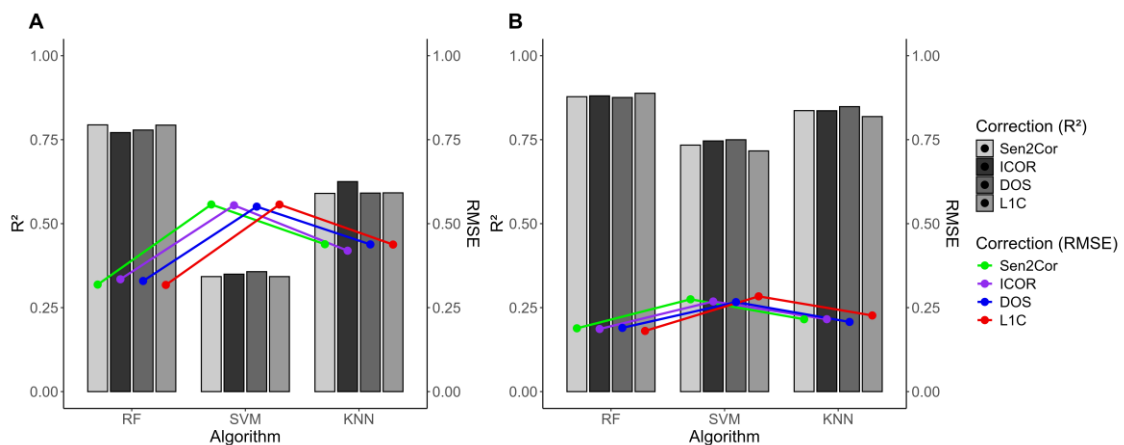 A
1.00
0.75
0.50
0.25
0.00
R²
1.00
0.75
0.50
0.25
0.00
RMSE
RF SVM KNN
Algorithm
B
1.00
0.75
0.50
0.25
0.00
R²
1.00
0.75
0.50
0.25
0.00
RMSE
RF SVM KNN
Algorithm
Correction (R²)
Sen2Cor
ICOR
DOS
L1C
Correction (RMSE)
Sen2Cor
ICOR
DOS
L1C